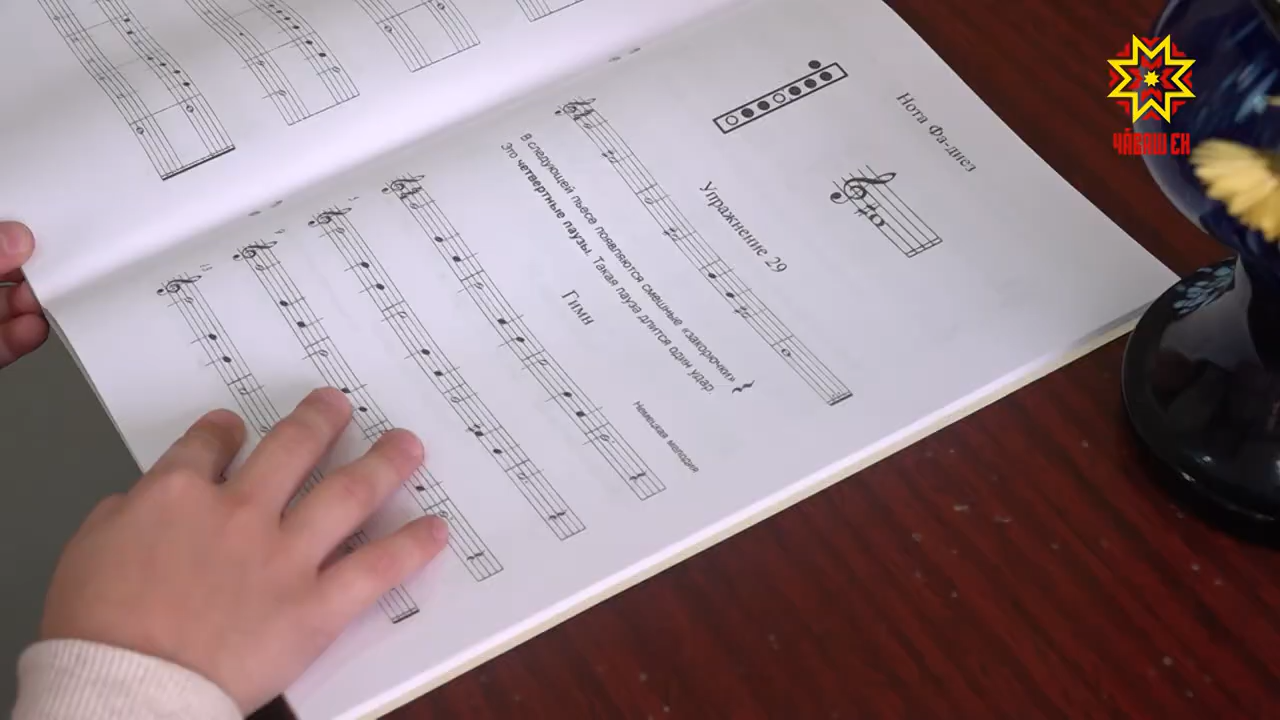 Нота Фа-диез
Упражнение 29
В следующей пьесе появляются смешные «закорючки»
Это четвертные паузы. Такая пауза длится один удар.
Гимн
Немецкая мелодия
ЧӐВАШ ЕН